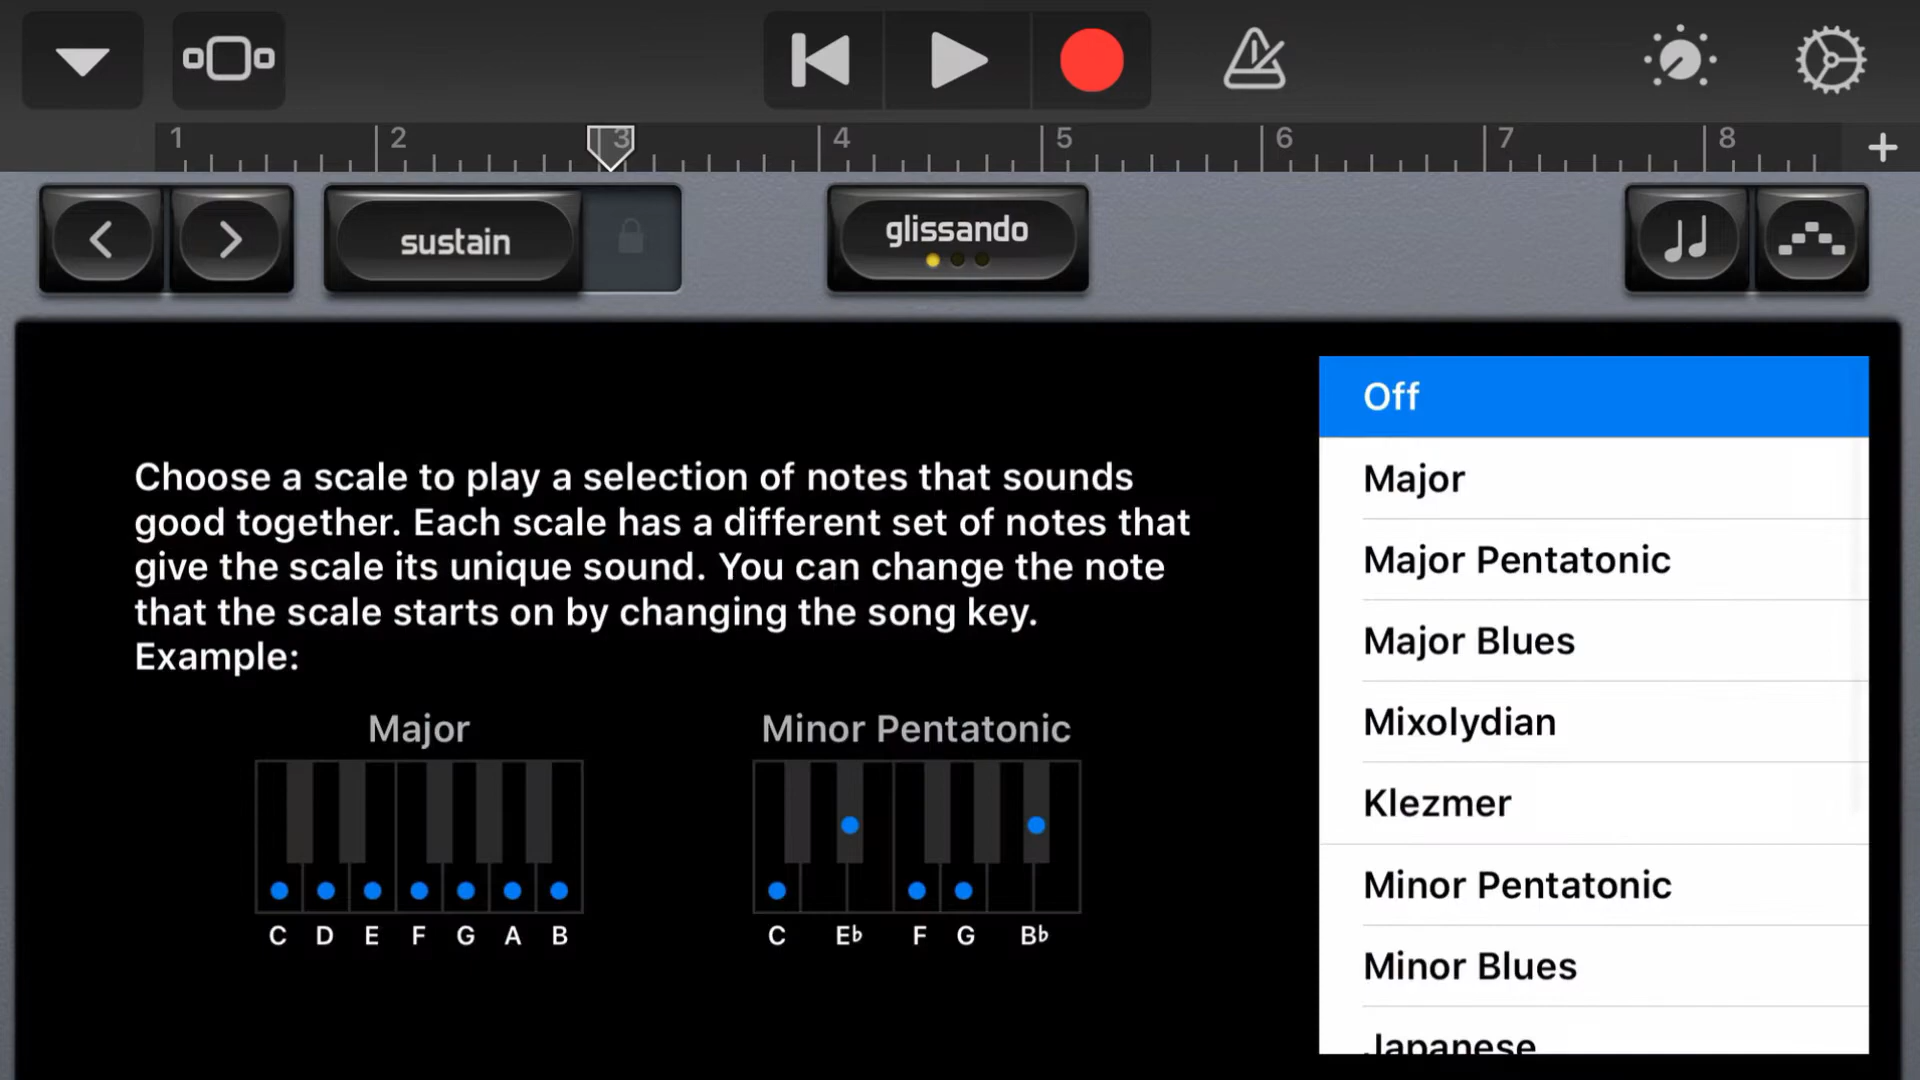 1 2 3 4 5 6 7 8
sustain
glissando
Choose a scale to play a selection of notes that sounds
good together. Each scale has a different set of notes that
give the scale its unique sound. You can change the note
that the scale starts on by changing the song key.
Example:
Major
C D E F G A B
Minor Pentatonic
C E♭ F G B♭
Off
Major
Major Pentatonic
Major Blues
Mixolydian
Klezmer
Minor Pentatonic
Minor Blues
Japanese